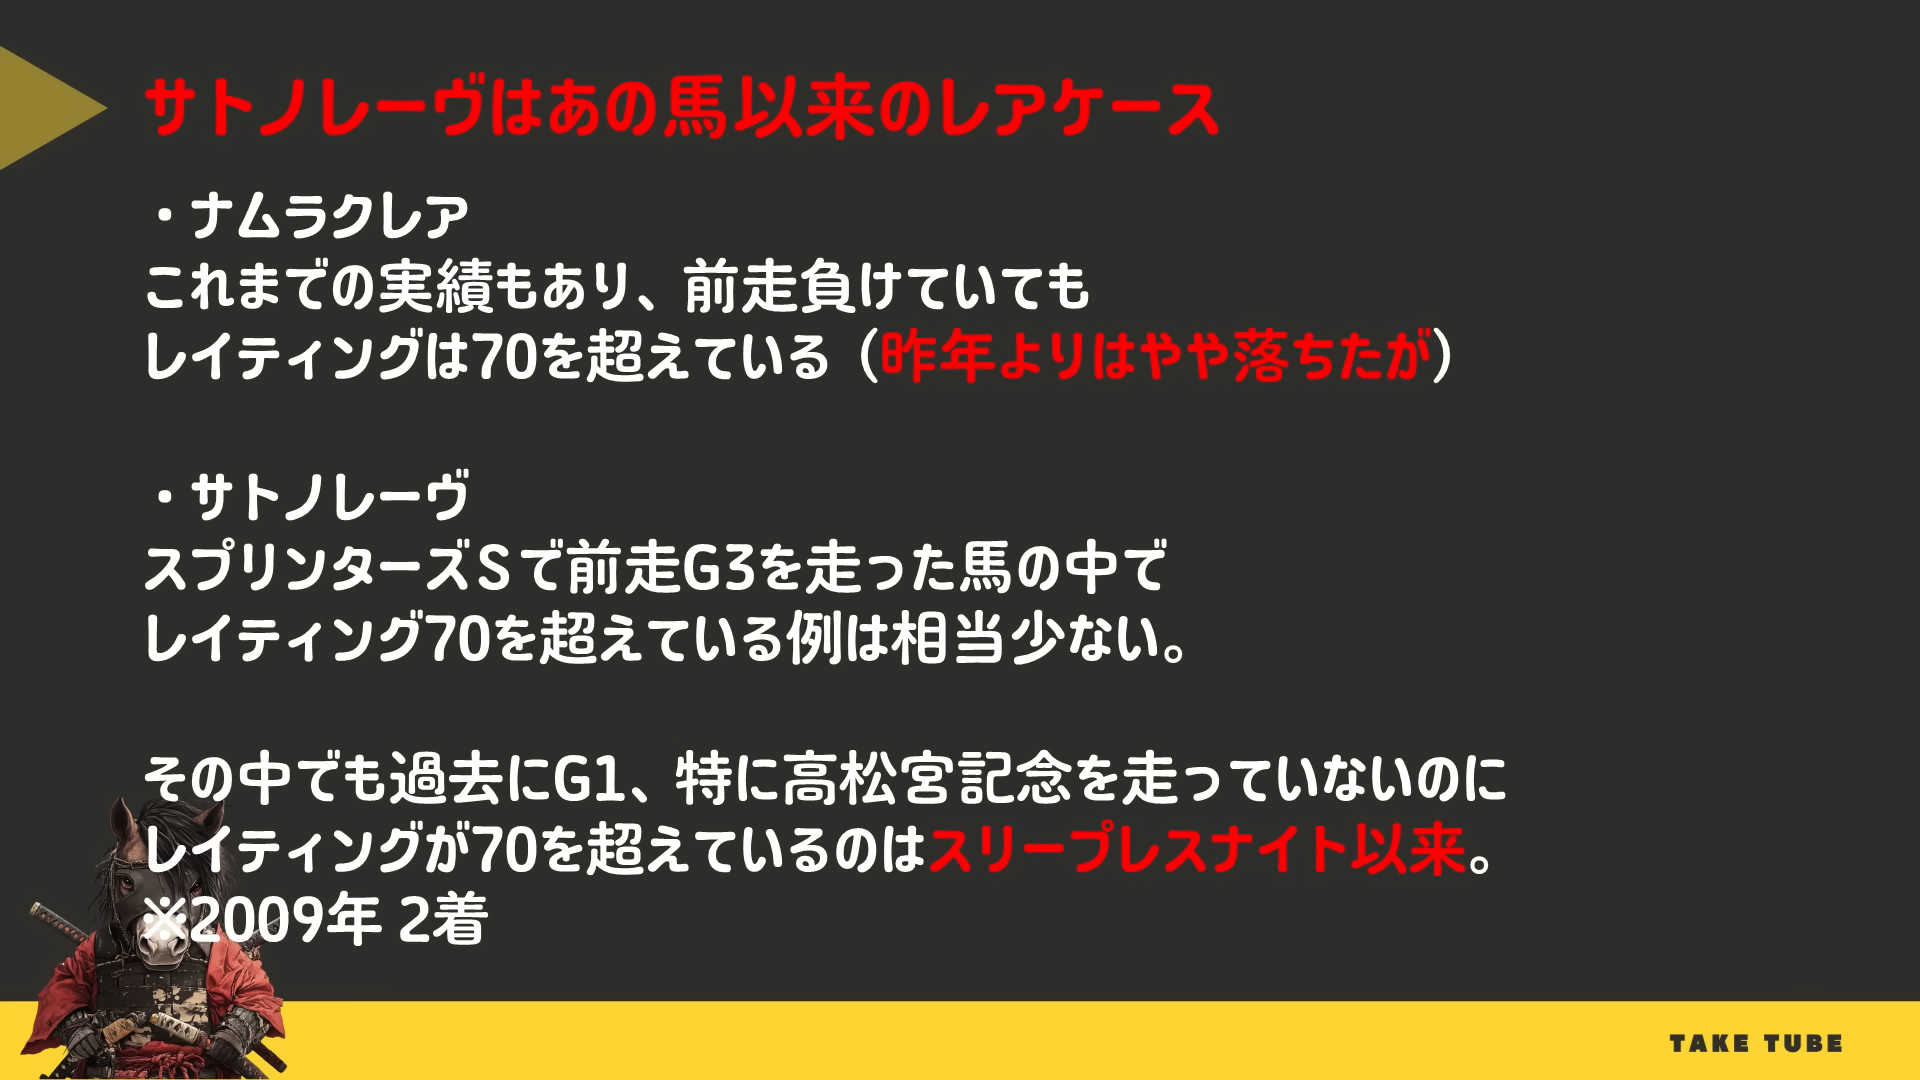 サトノレーヴはあの馬以来のレアケース
・ナムラクレア
これまでの実績もあり、前走負けていても
レイティングは70を超えている（昨年よりはやや落ちたが）
・サトノレーヴ
スプリンターズＳで前走G3を走った馬の中で
レイティング70を超えている例は相当少ない。
その中でも過去にG1、特に高松宮記念を走っていないのに
レイティングが70を超えているのはスリープレスナイト以来。
※2009年 2着
TAKE TUBE